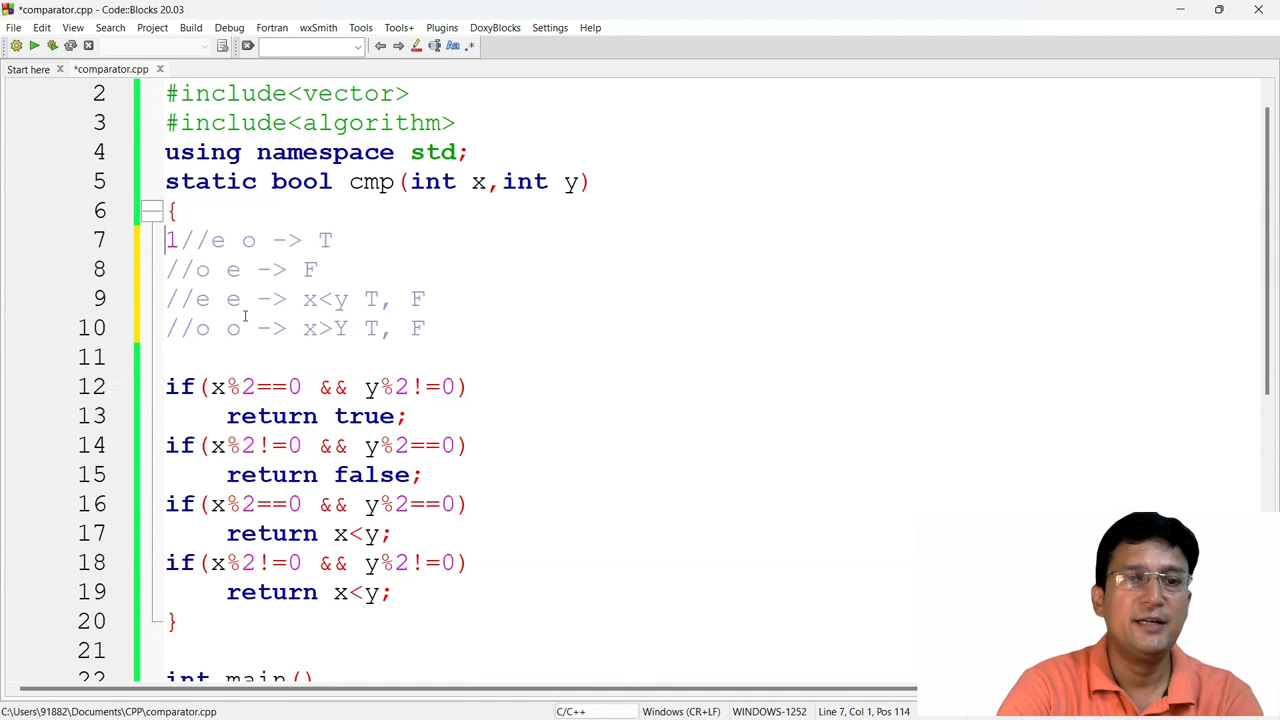 *comparator.cpp - Code::Blocks 20.03
File Edit View Search Project Build Debug Fortran wxSmith Tools Tools+ Plugins DoxyBlocks Settings Help
Start here *comparator.cpp
2 #include<vector>
3 #include<algorithm>
4 using namespace std;
5 static bool cmp(int x,int y)
6 {
7 1//e o -> T
8 //o e -> F
9 //e e -> x<y T, F
10 //o o -> x>Y T, F
11
12 if(x%2==0 && y%2!=0)
13 return true;
14 if(x%2!=0 && y%2==0)
15 return false;
16 if(x%2==0 && y%2==0)
17 return x<y;
18 if(x%2!=0 && y%2!=0)
19 return x<y;
20 }
21
22 int main()
C:\Users\91882\Documents\CPP\comparator.cpp C/C++ Windows (CR+LF) WINDOWS-1252 Line 7, Col 1, Pos 114